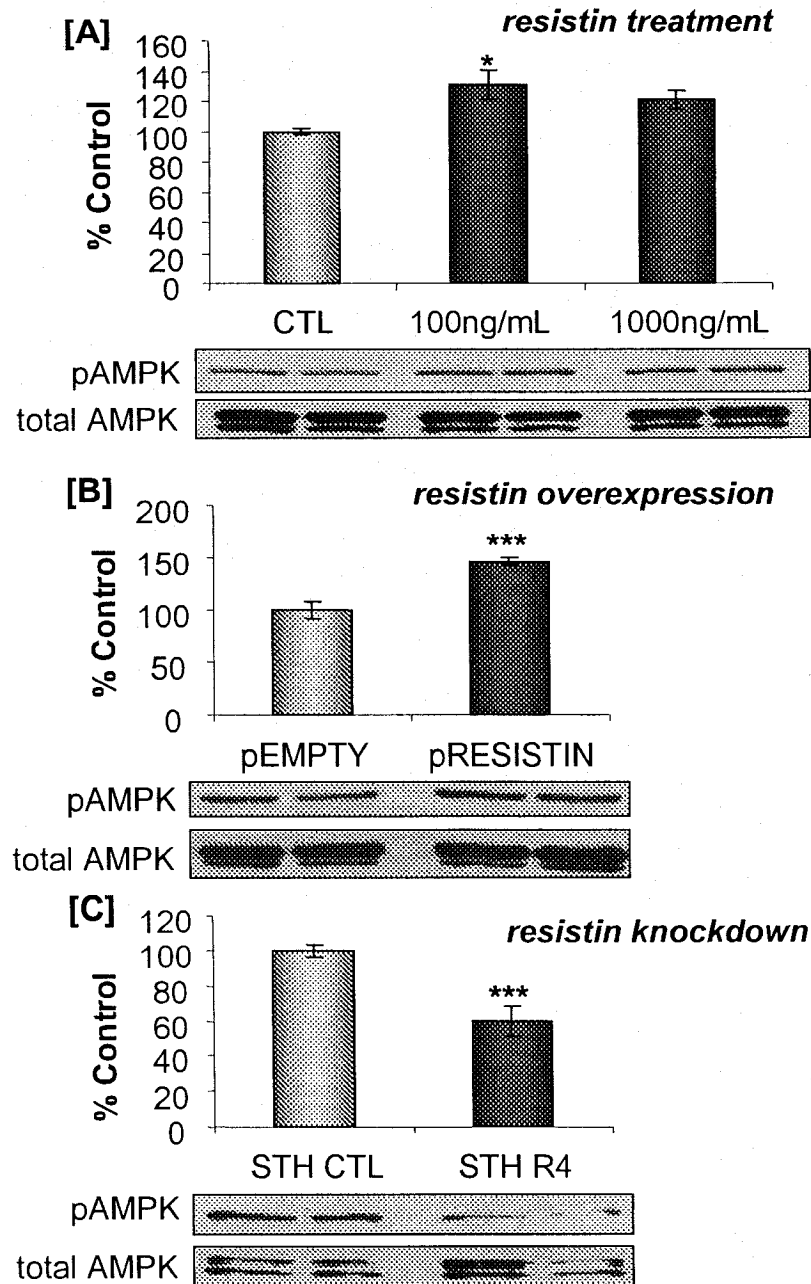 [A] resistin treatment
160
140
120
100
80
60
40
20
0
% Control
*
CTL 100ng/mL 1000ng/mL
pAMPK
total AMPK
[B] resistin overexpression
200
150
100
50
0
% Control
***
pEMPTY pRESISTIN
pAMPK
total AMPK
[C] resistin knockdown
120
100
80
60
40
20
0
% Control
***
STH CTL STH R4
pAMPK
total AMPK